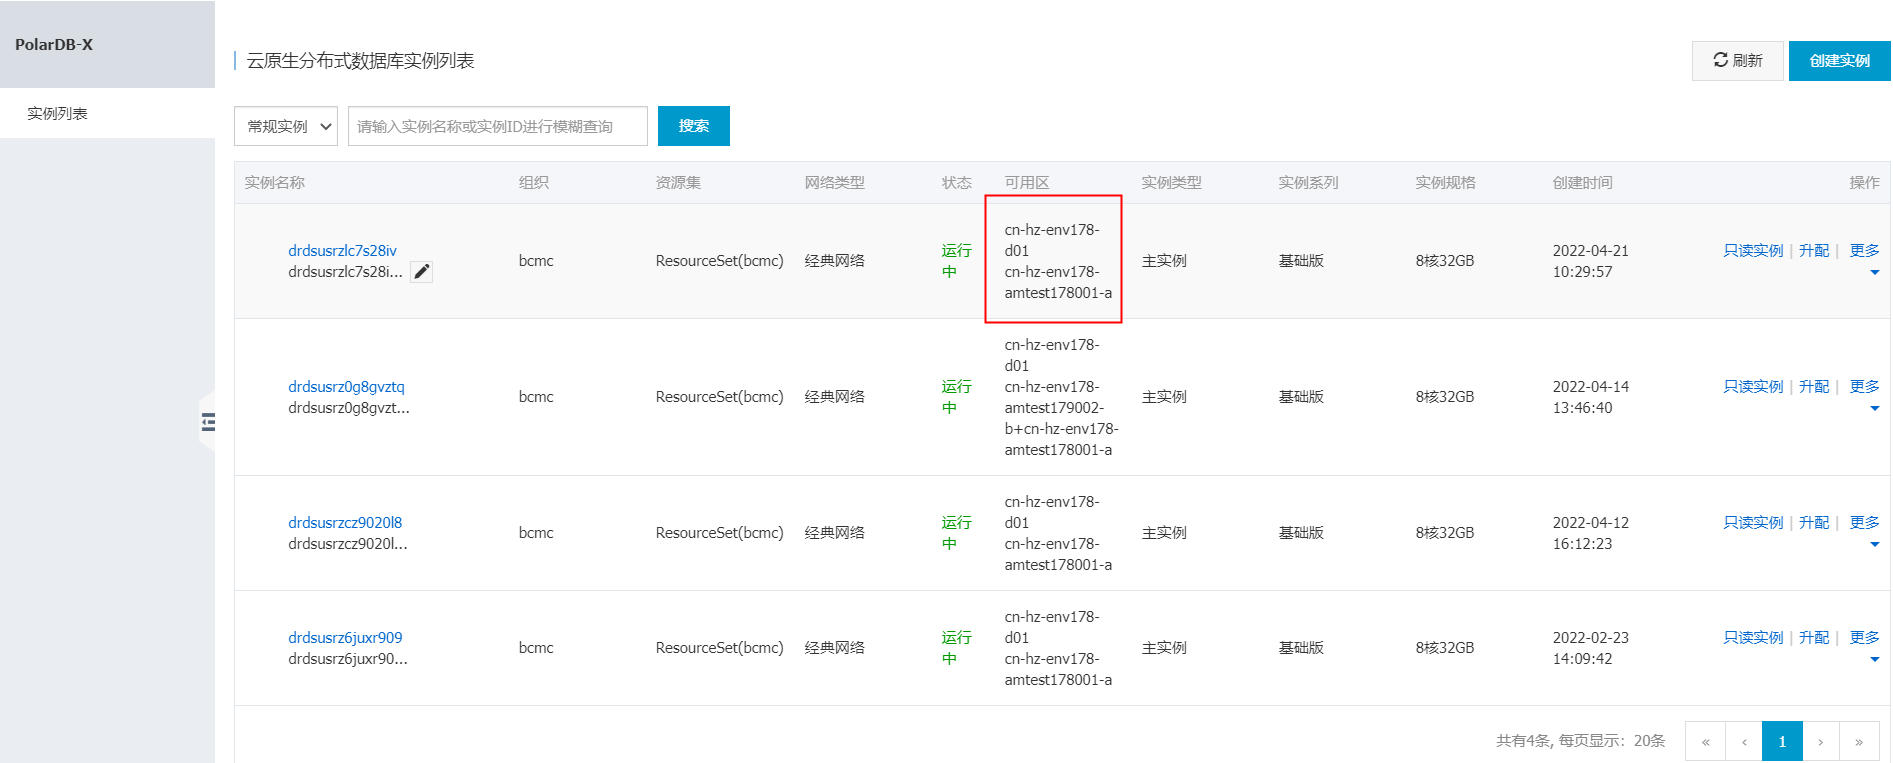 PolarDB-X
实例列表
云原生分布式数据库实例列表
刷新
创建实例
常规实例
请输入实例名称或实例ID进行模糊查询
搜索
实例名称 组织 资源集 网络类型 状态 可用区 实例类型 实例系列 实例规格 创建时间 操作
drdsusrzlc7s28iv
drdsusrzlc7s28i...
bcmc
ResourceSet(bcmc)
经典网络
运行
中
cn-hz-env178-
d01
cn-hz-env178-
amtest178001-a
主实例
基础版
8核32GB
2022-04-21
10:29:57
只读实例 | 升配 | 更多
drdsusrz0g8gvztq
drdsusrz0g8gvzt...
bcmc
ResourceSet(bcmc)
经典网络
运行
中
cn-hz-env178-
d01
cn-hz-env178-
amtest179002-
b+cn-hz-env178-
amtest178001-a
主实例
基础版
8核32GB
2022-04-14
13:46:40
只读实例 | 升配 | 更多
drdsusrzcz9020l8
drdsusrzcz9020l...
bcmc
ResourceSet(bcmc)
经典网络
运行
中
cn-hz-env178-
d01
cn-hz-env178-
amtest178001-a
主实例
基础版
8核32GB
2022-04-12
16:12:23
只读实例 | 升配 | 更多
drdsusrz6juxr909
drdsusrz6juxr90...
bcmc
ResourceSet(bcmc)
经典网络
运行
中
cn-hz-env178-
d01
cn-hz-env178-
amtest178001-a
主实例
基础版
8核32GB
2022-02-23
14:09:42
只读实例 | 升配 | 更多
共有4条, 每页显示: 20条 « ‹ 1 › »